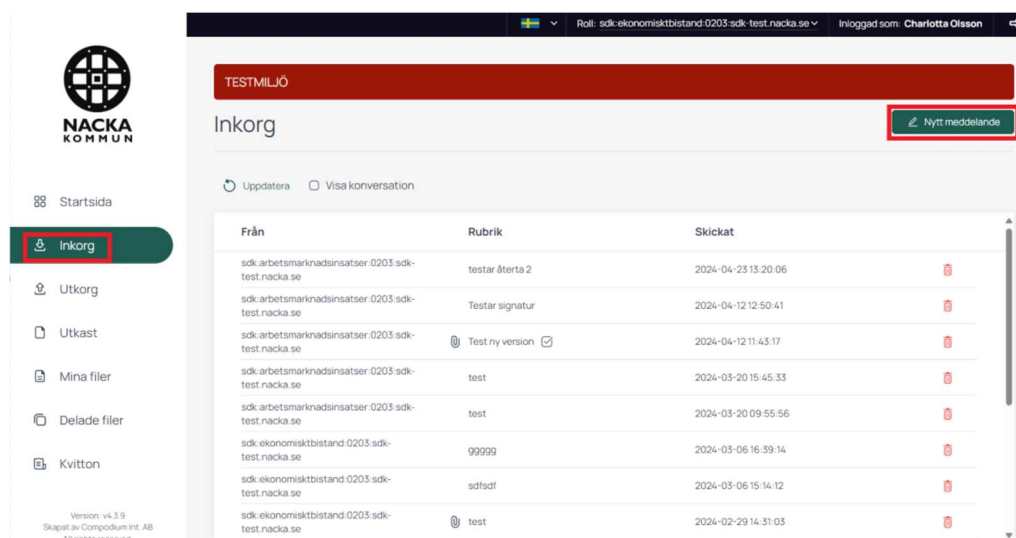 Roll: sdk:ekonomisktbistand:0203:sdk-test.nacka.se
Inloggad som: Charlotta Olsson
NACKA
KOMMUN
TESTMILJÖ
Inkorg
Nytt meddelande
Uppdatera
Visa konversation
Startsida
Inkorg
Utkorg
Utkast
Mina filer
Delade filer
Kvitton
Version: v4.3.9
Skapat av Compodium Int. AB
All rights reserved
Från Rubrik Skickat
sdk:arbetsmarknadsinsatser:0203:sdk-
test.nacka.se
testar återta 2 2024-04-23 13:20:06
sdk:arbetsmarknadsinsatser:0203:sdk-
test.nacka.se
Testar signatur 2024-04-12 12:50:41
sdk:arbetsmarknadsinsatser:0203:sdk-
test.nacka.se
Test ny version 2024-04-12 11:43:17
sdk:arbetsmarknadsinsatser:0203:sdk-
test.nacka.se
test 2024-03-20 15:45:33
sdk:arbetsmarknadsinsatser:0203:sdk-
test.nacka.se
test 2024-03-20 09:55:56
sdk:ekonomisktbistand:0203:sdk-
test.nacka.se
ggggg 2024-03-06 16:39:14
sdk:ekonomisktbistand:0203:sdk-
test.nacka.se
sdfsdf 2024-03-06 15:14:12
sdk:ekonomisktbistand:0203:sdk-
test.nacka.se
test 2024-02-29 14:31:03